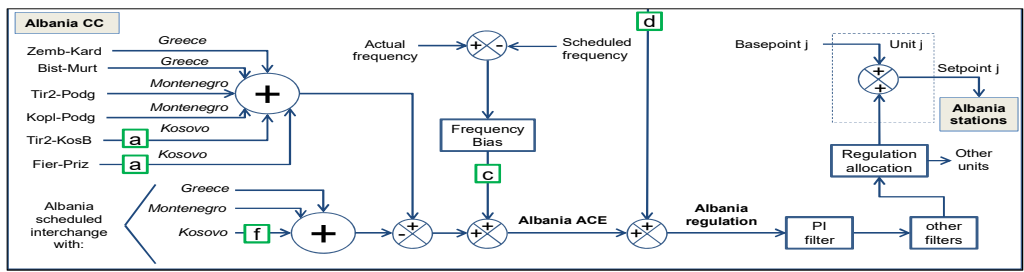 Albania CC
d
Zemb-Kard
Greece
Bist-Murt
Greece
Tir2-Podg
Montenegro
Kopl-Podg
Montenegro
Tir2-KosB
a
Kosovo
Fier-Priz
a
Kosovo
+
Actual
frequency
+ -
Scheduled
frequency
Frequency
Bias
c
Basepoint j
Unit j
+
+
Setpoint j
Albania
stations
Regulation
allocation
Other
units
Albania
scheduled
interchange
with:
Greece
Montenegro
Kosovo
f
+
+
-
+
+
Albania ACE
+
+
Albania
regulation
PI
filter
other
filters